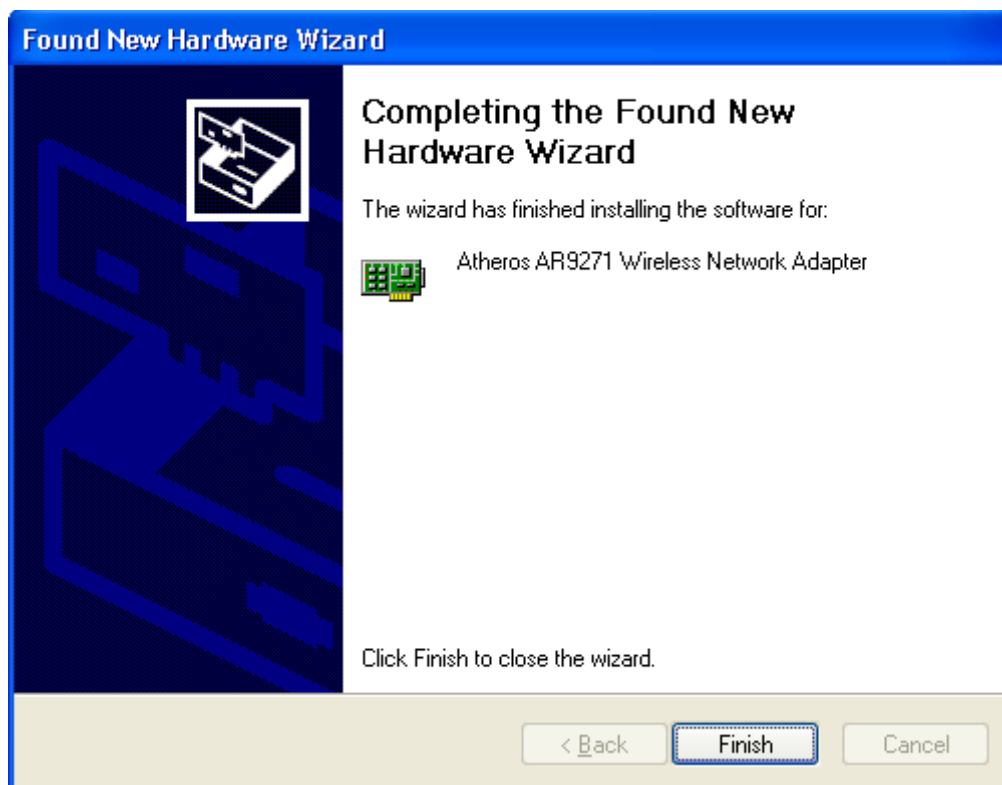 Found New Hardware Wizard
Completing the Found New
Hardware Wizard
The wizard has finished installing the software for:
Atheros AR9271 Wireless Network Adapter
Click Finish to close the wizard.
< Back
Finish
Cancel